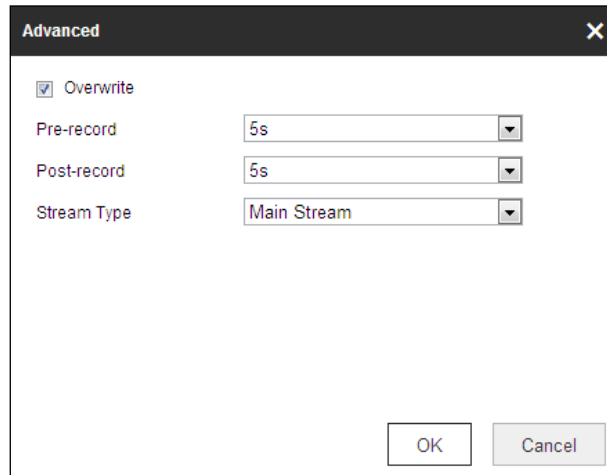 Advanced
Overwrite
Pre-record 5s
Post-record 5s
Stream Type Main Stream
OK Cancel